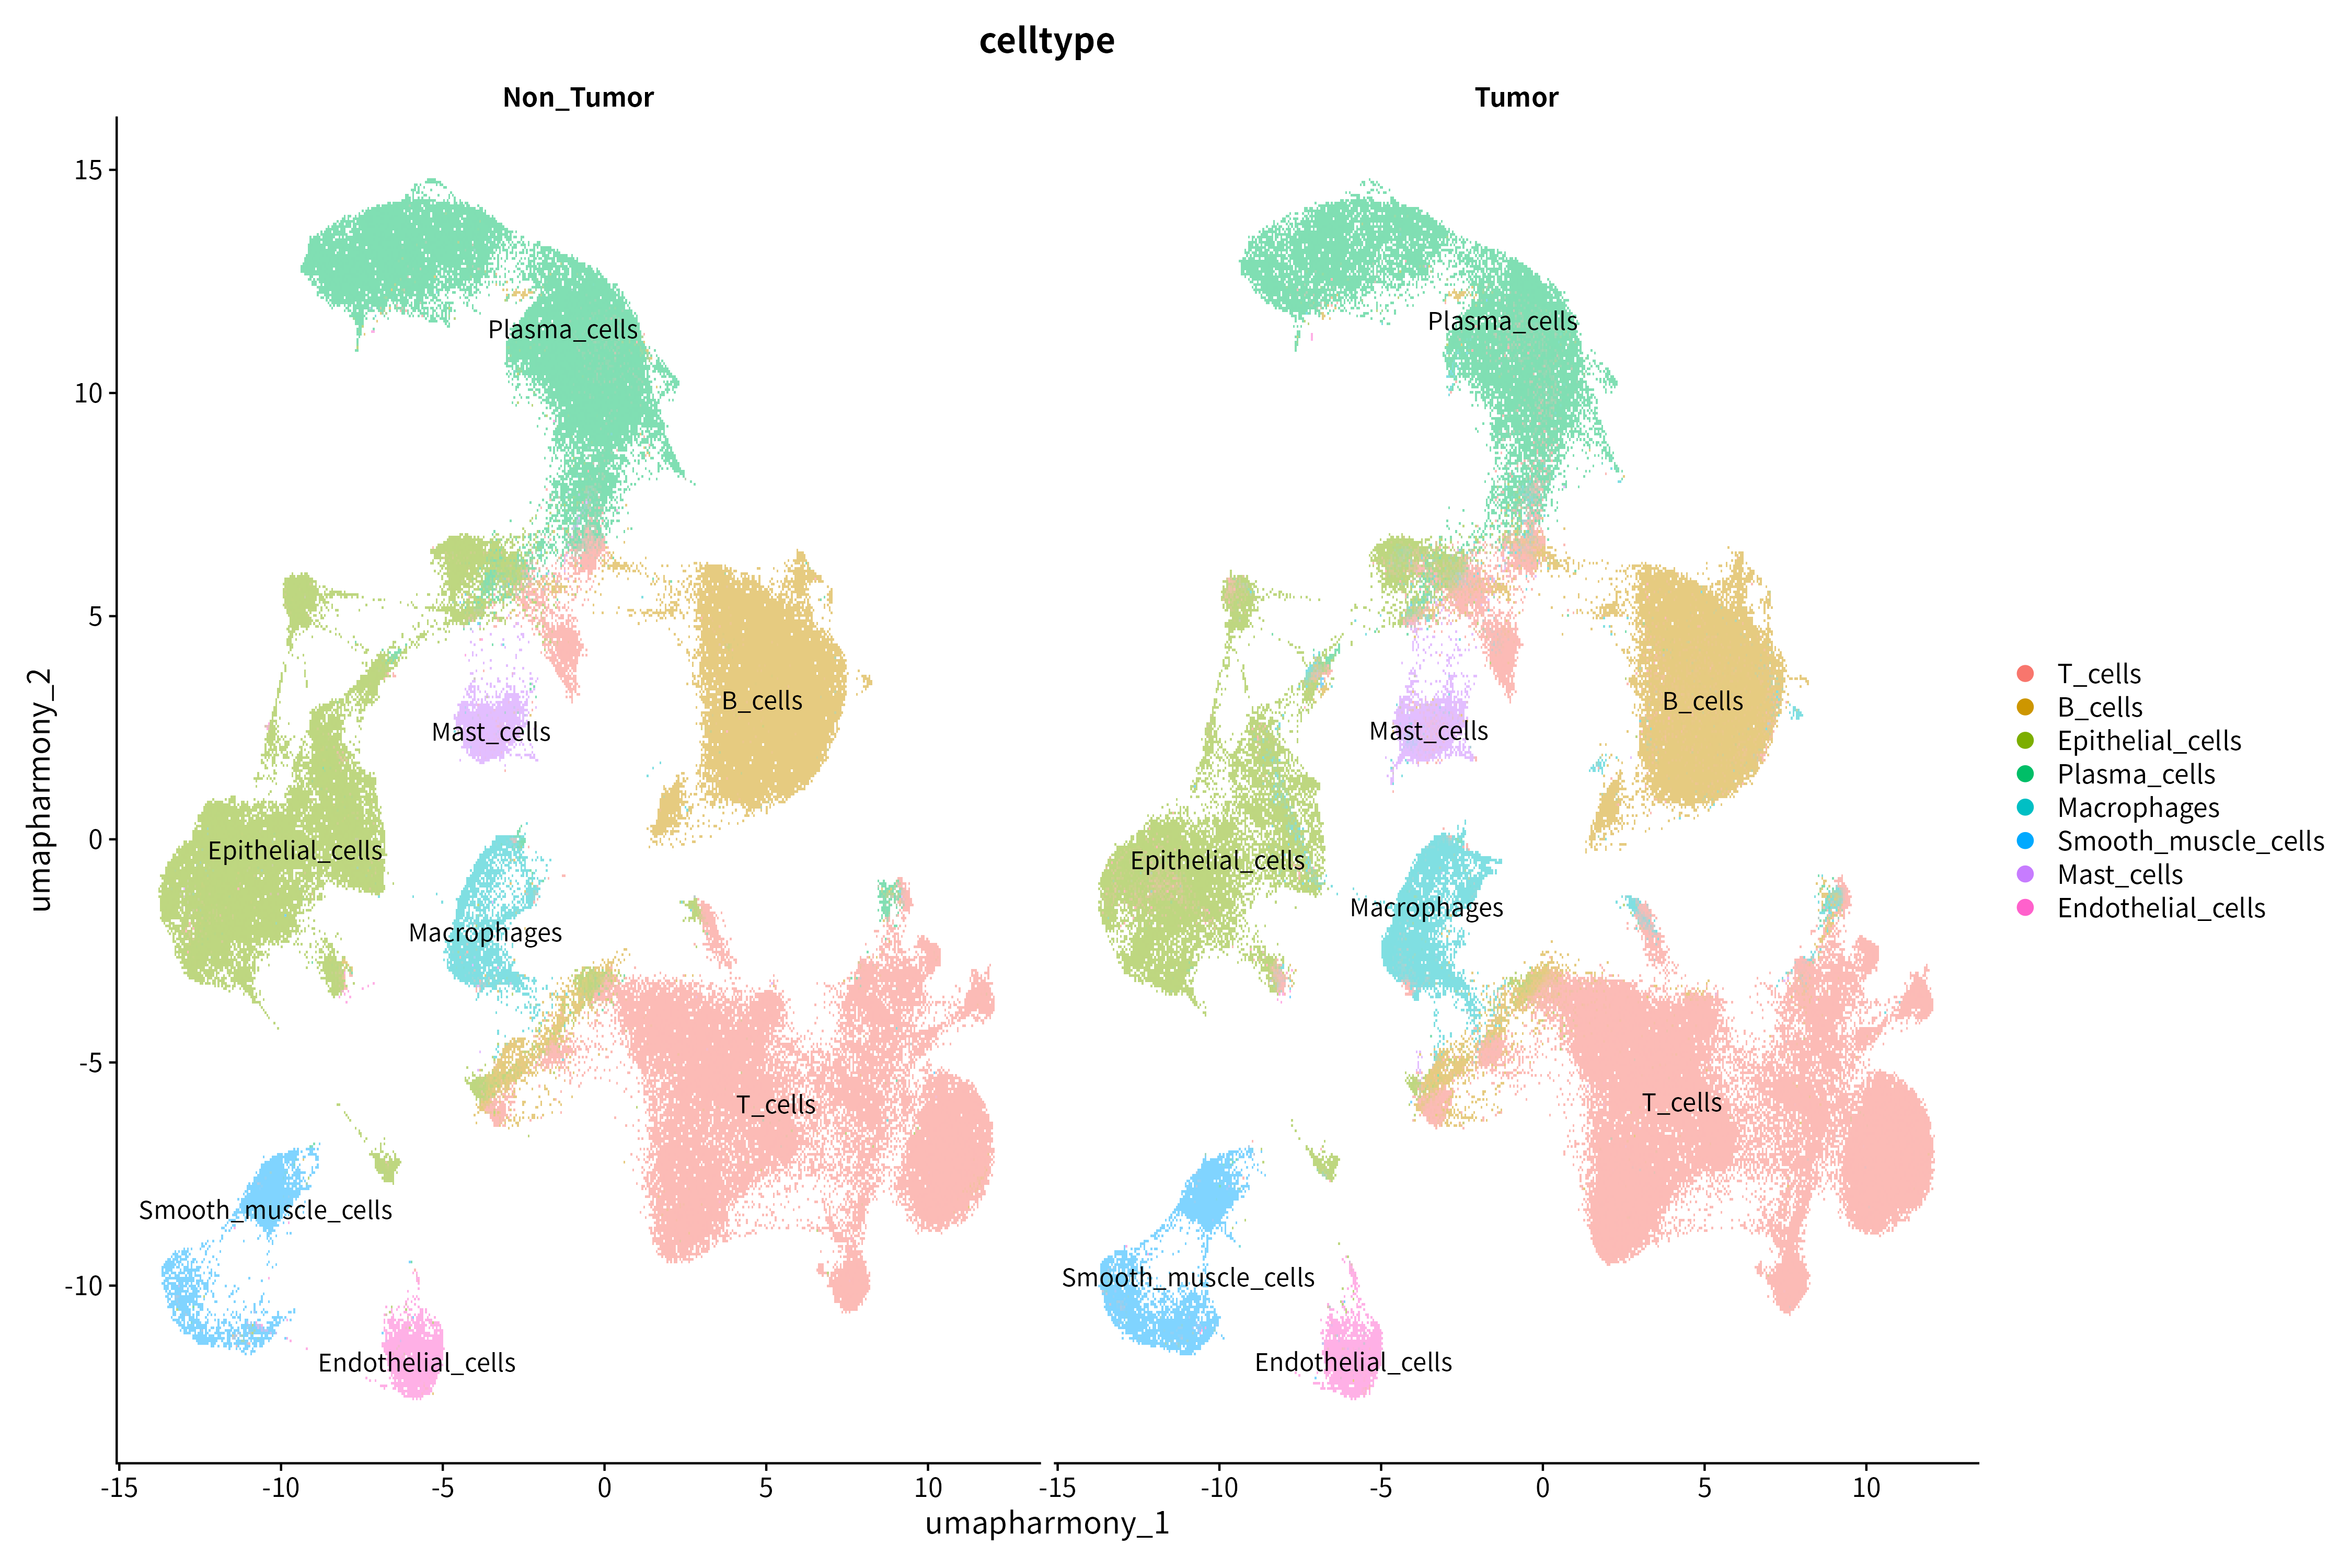 celltype
Non_Tumor
Tumor
umapharmony_2
15
10
5
0
-5
-10
Plasma_cells
B_cells
Mast_cells
Epithelial_cells
Macrophages
T_cells
Smooth_muscle_cells
Endothelial_cells
Plasma_cells
B_cells
Mast_cells
Epithelial_cells
Macrophages
T_cells
Smooth_muscle_cells
Endothelial_cells
-15 -10 -5 0 5 10
-15 -10 -5 0 5 10
umapharmony_1
T_cells
B_cells
Epithelial_cells
Plasma_cells
Macrophages
Smooth_muscle_cells
Mast_cells
Endothelial_cells